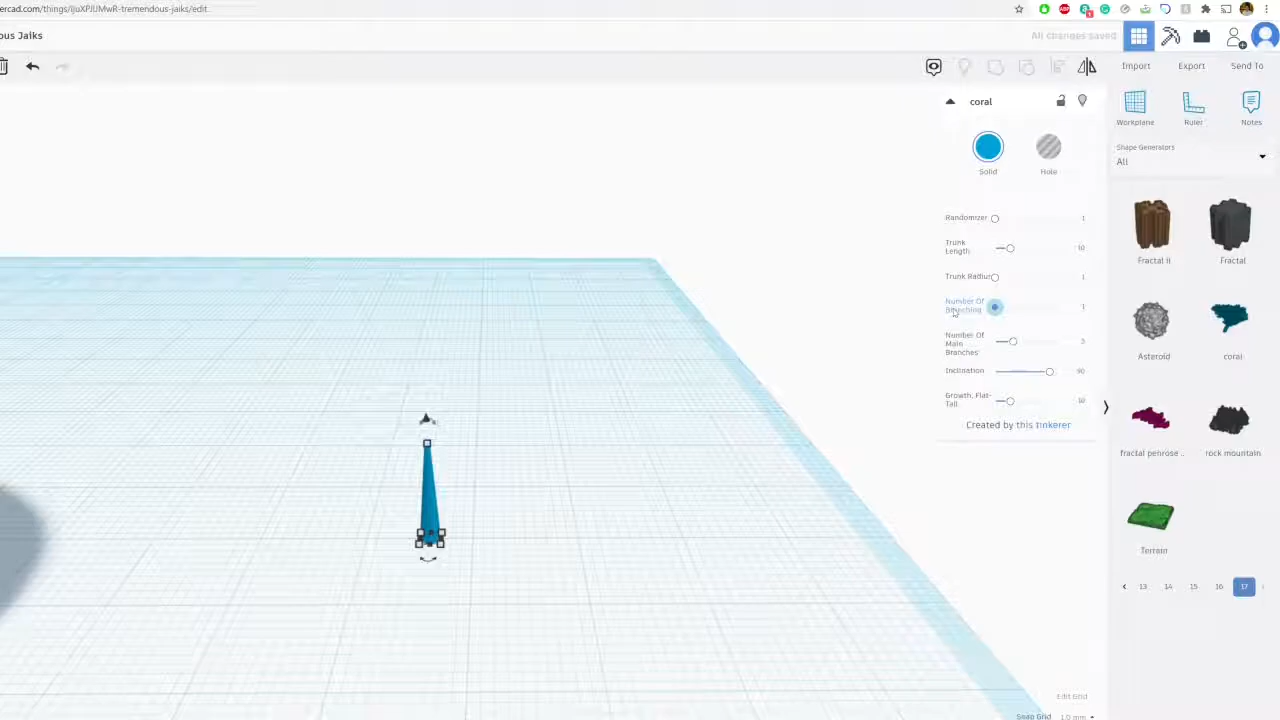 ercad.com/things/ljuXPJlJMwR-tremendous-jaiks/edit
ous Jaiks
All changes saved
Import Export Send To
coral
Workplane Ruler Notes
Solid Hole
Shape Generators
All
Randomizer 1
Trunk Length 10
Trunk Radius 1
Number Of Branching 1
Number Of Main Branches' 3
Inclination 90
Growth, Flat-Tall 10
Created by this tinkerer
Fractal II Fractal
Asteroid coral
fractal penrose .. rock mountain
Terrain
13 14 15 16 17
Edit Grid
Snap Grid 1.0 mm